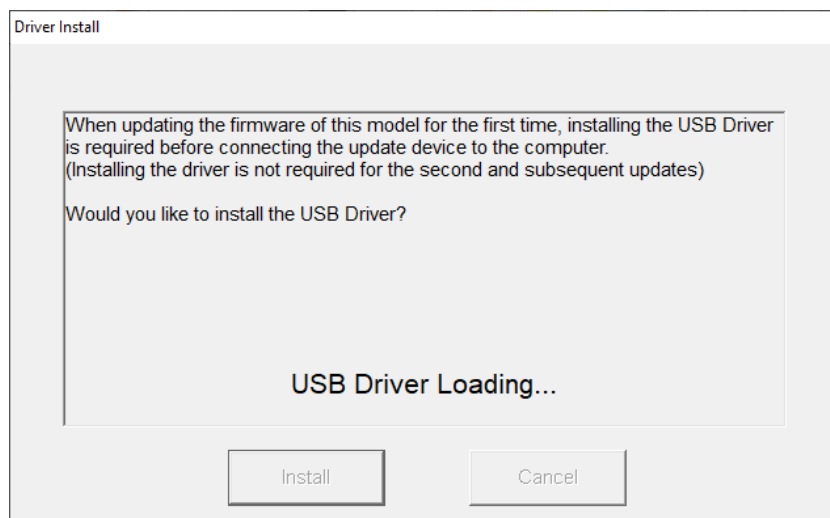 Driver Install
When updating the firmware of this model for the first time, installing the USB Driver
is required before connecting the update device to the computer.
(Installing the driver is not required for the second and subsequent updates)
Would you like to install the USB Driver?
USB Driver Loading...
Install
Cancel